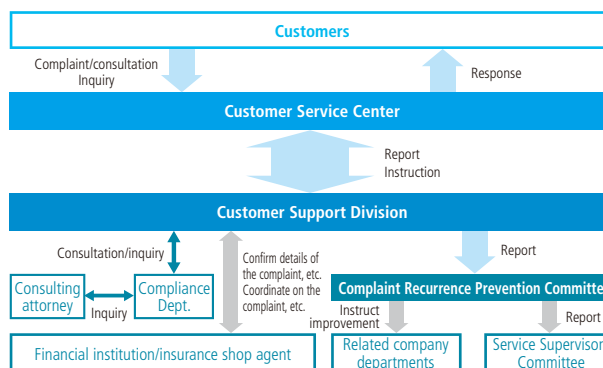 Customers
Complaint/consultation
Inquiry
Response
Customer Service Center
Report
Instruction
Customer Support Division
Consultation/inquiry
Confirm details of
the complaint, etc.
Coordinate on the
complaint, etc.
Report
Consulting
attorney
Inquiry
Compliance
Dept.
Complaint Recurrence Prevention Committe
Instruct
improvement
Report
Financial institution/insurance shop agent
Related company
departments
Service Supervisor
Committee